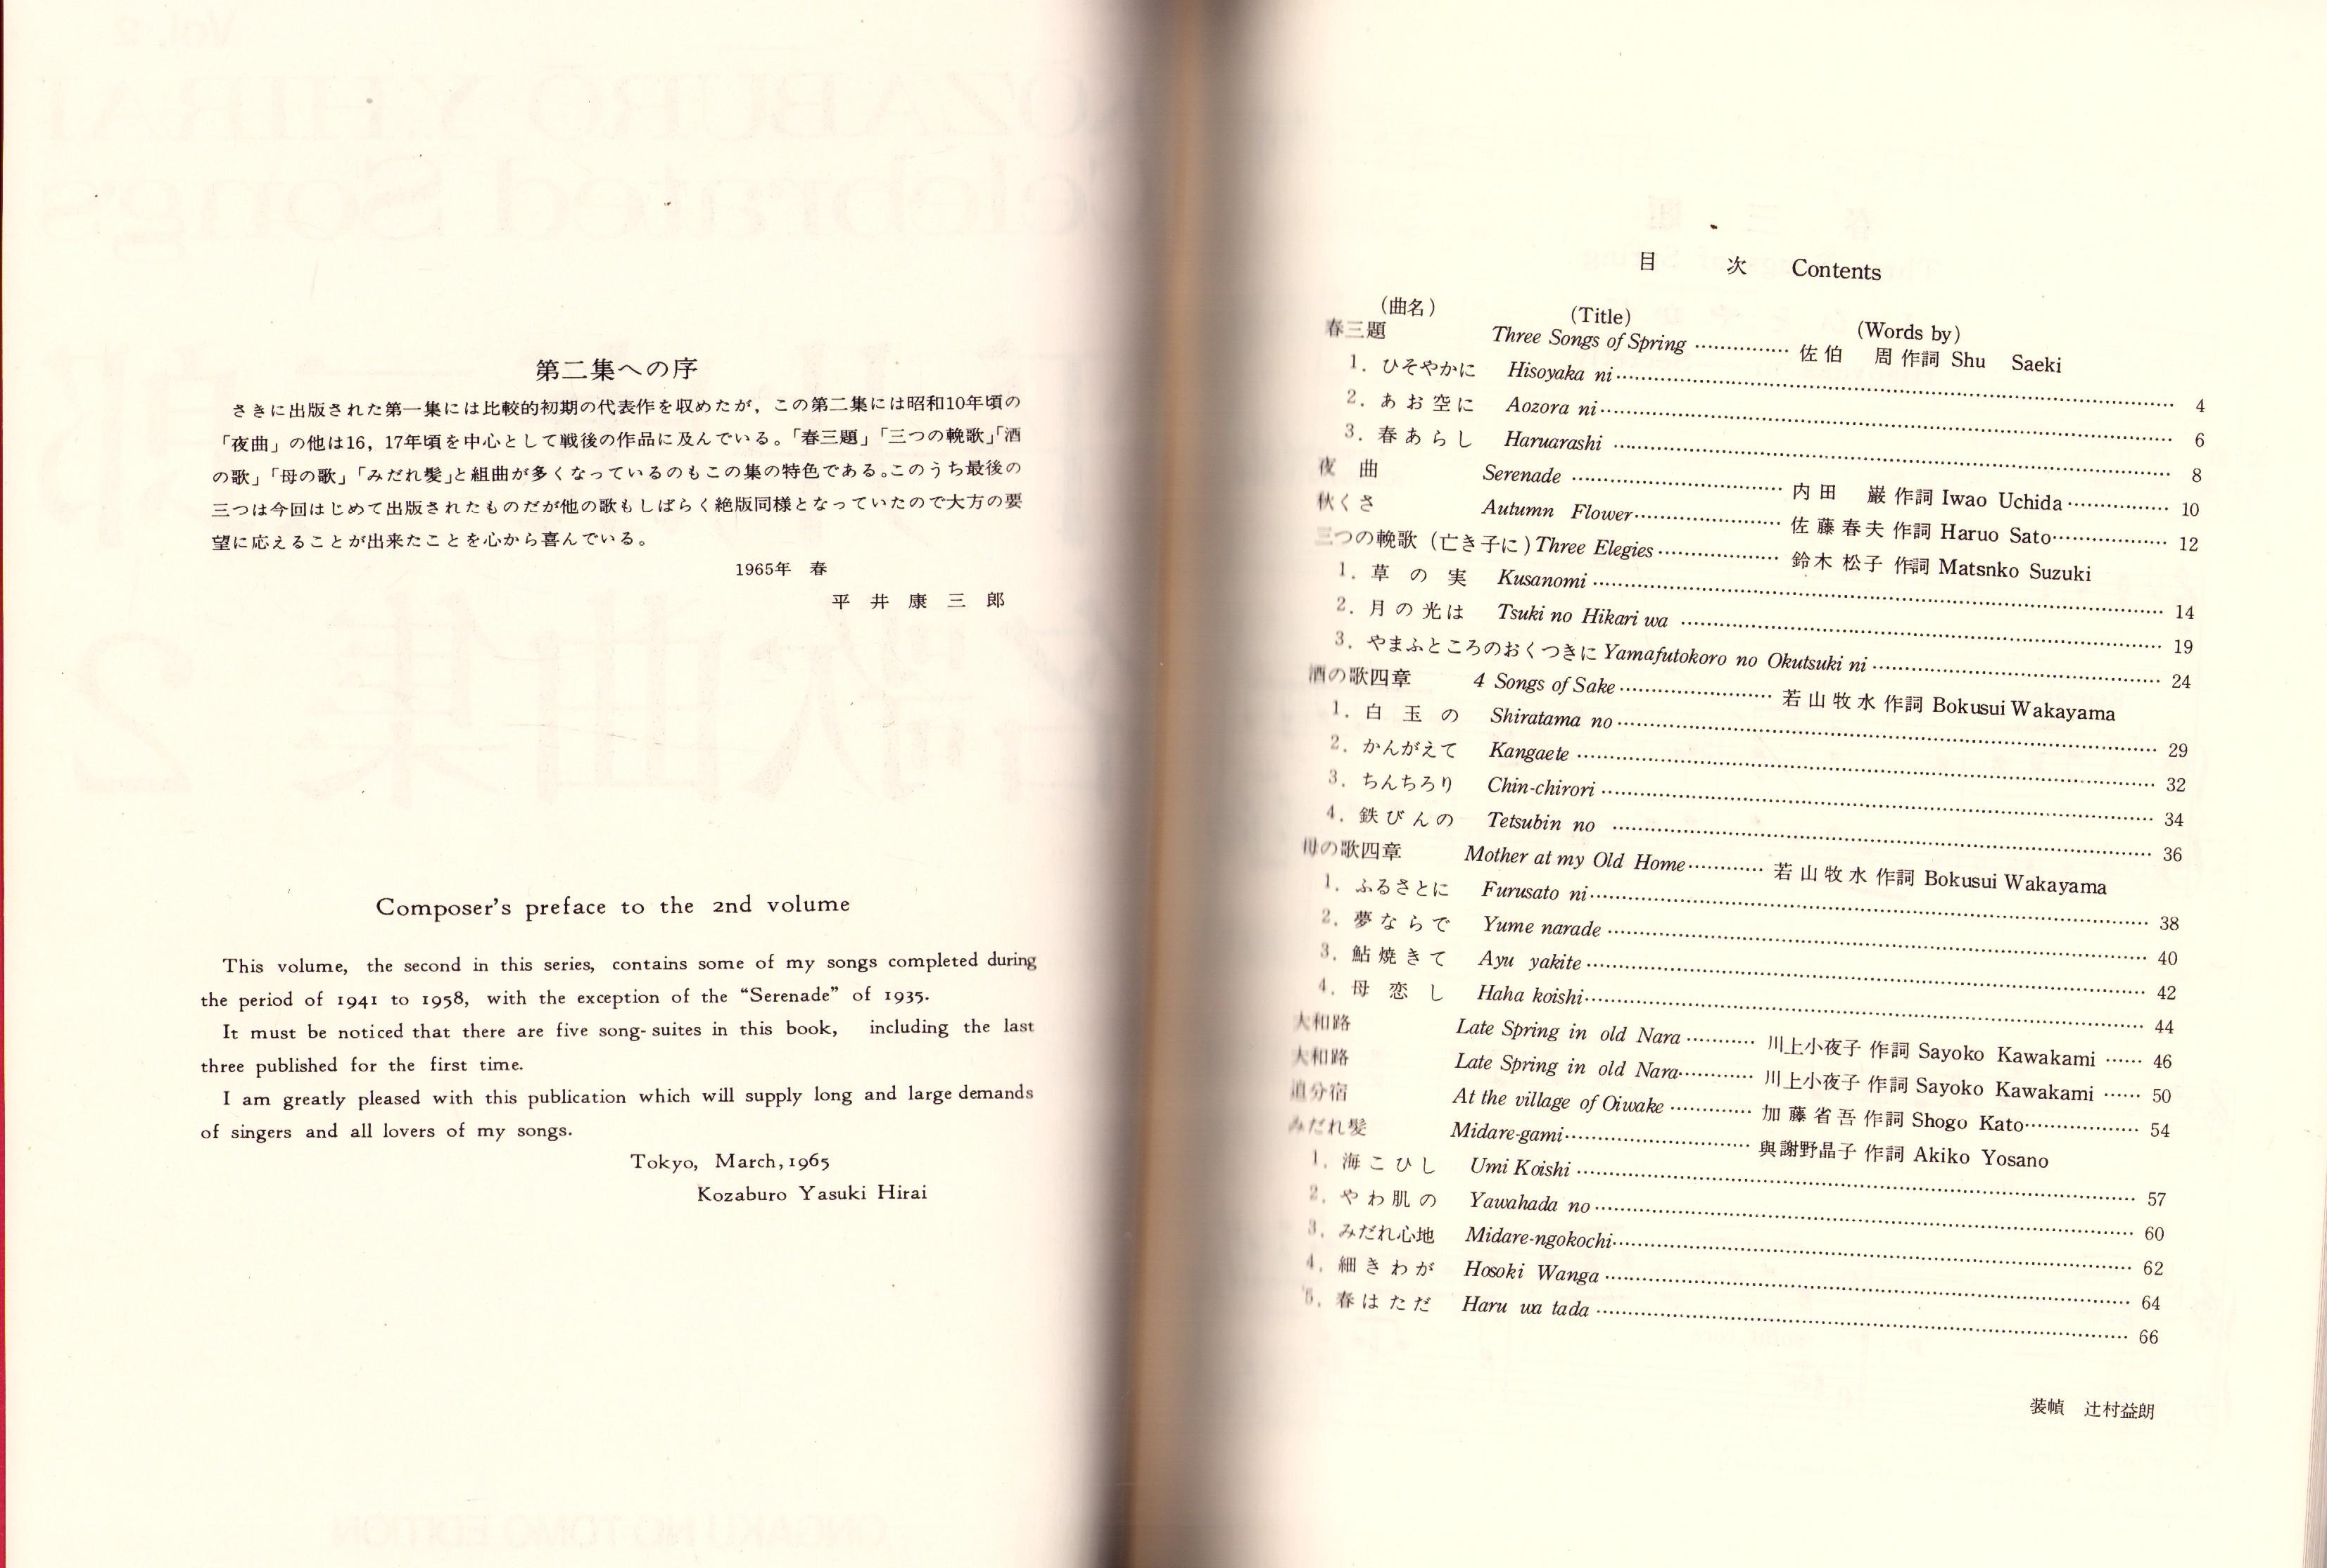 第二集への序
さきに出版された第一集には比較的初期の代表作を収めたが，この第二集には昭和10年頃の
「夜曲」の他は16，17年頃を中心として戦後の作品に及んでいる。「春三題」「三つの輓歌」「酒
の歌」「母の歌」「みだれ髪」と組曲が多くなっているのもこの集の特色である。このうち最後の
三つは今回はじめて出版されたものだが他の歌もしばらく絶版同様となっていたので大方の要
望に応えることが出来たことを心から喜んでいる。
1965年　春
平　井　康　三　郎
Composer's preface to the 2nd volume
This volume, the second in this series, contains some of my songs completed during
the period of 1941 to 1958, with the exception of the “Serenade” of 1935.
It must be noticed that there are five song-suites in this book, including the last
three published for the first time.
I am greatly pleased with this publication which will supply long and large demands
of singers and all lovers of my songs.
Tokyo, March, 1965
Kozaburo Yasuki Hirai
目　次　Contents
（曲名）　(Title)　(Words by)
春三題　Three Songs of Spring …………… 佐伯　周 作詞 Shu Saeki
1. ひそやかに　Hisoyaka ni …………… 4
2. あお空に　Aozora ni …………… 6
3. 春あらし　Haruarashi …………… 8
夜　曲　Serenade …………… 内田　巌 作詞 Iwao Uchida …………… 10
秋くさ　Autumn Flower …………… 佐藤春夫 作詞 Haruo Sato …………… 12
三つの輓歌（亡き子に）Three Elegies …………… 鈴木 松子 作詞 Matsnko Suzuki
1. 草の実　Kusanomi …………… 14
2. 月の光は　Tsuki no Hikari wa …………… 19
3. やまふところのおくつきに Yamafutokoro no Okutsuki ni …………… 24
酒の歌四章　4 Songs of Sake …………… 若山牧水 作詞 Bokusui Wakayama
1. 白玉の　Shiratama no …………… 29
2. かんがえて　Kangaete …………… 32
3. ちんちろり　Chin-chirori …………… 34
4. 鉄びんの　Tetsubin no …………… 36
母の歌四章　Mother at my Old Home …………… 若山牧水 作詞 Bokusui Wakayama
1. ふるさとに　Furusato ni …………… 38
2. 夢ならで　Yume narade …………… 40
3. 鮎焼きて　Ayu yakite …………… 42
4. 母恋し　Haha koishi …………… 44
大和路　Late Spring in old Nara ………… 川上小夜子 作詞 Sayoko Kawakami …… 46
大和路　Late Spring in old Nara ………… 川上小夜子 作詞 Sayoko Kawakami …… 50
追分宿　At the village of Oiwake ………… 加藤省吾 作詞 Shogo Kato …………… 54
みだれ髪　Midare-gami …………… 與謝野晶子 作詞 Akiko Yosano
1. 海こひし　Umi Koishi …………… 57
2. やわ肌の　Yawahada no …………… 60
3. みだれ心地　Midare-ngokochi …………… 62
4. 細きわが　Hosoki Wanga …………… 64
5. 春はただ　Haru wa tada …………… 66
装幀　辻村益朗